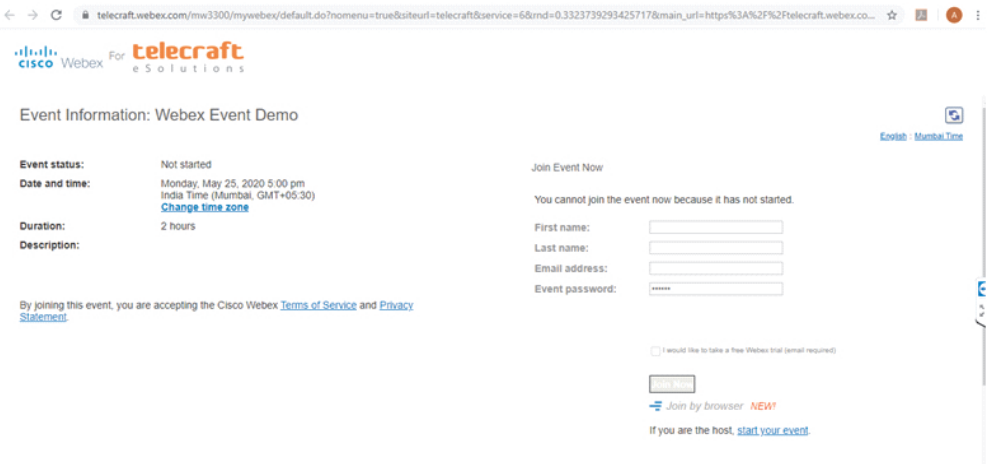 telecraft.webex.com/mw3300/mywebex/default.do?nomenu=true&siteurl=telecraft&service=6&rnd=0.3323739293425717&main_url=https%3A%2F%2Ftelecraft.webex.co...
A
CISCO Webex For telecraft
eSolutions
Event Information: Webex Event Demo
English : Mumbai Time
Event status: Not started
Date and time: Monday, May 25, 2020 5:00 pm
India Time (Mumbai, GMT+05:30)
Change time zone
Duration: 2 hours
Description:
By joining this event, you are accepting the Cisco Webex Terms of Service and Privacy
Statement.
Join Event Now
You cannot join the event now because it has not started.
First name:
Last name:
Email address:
Event password: ••••••
I would like to take a free Webex trial (email required)
Join Now
Join by browser NEW!
If you are the host, start your event.